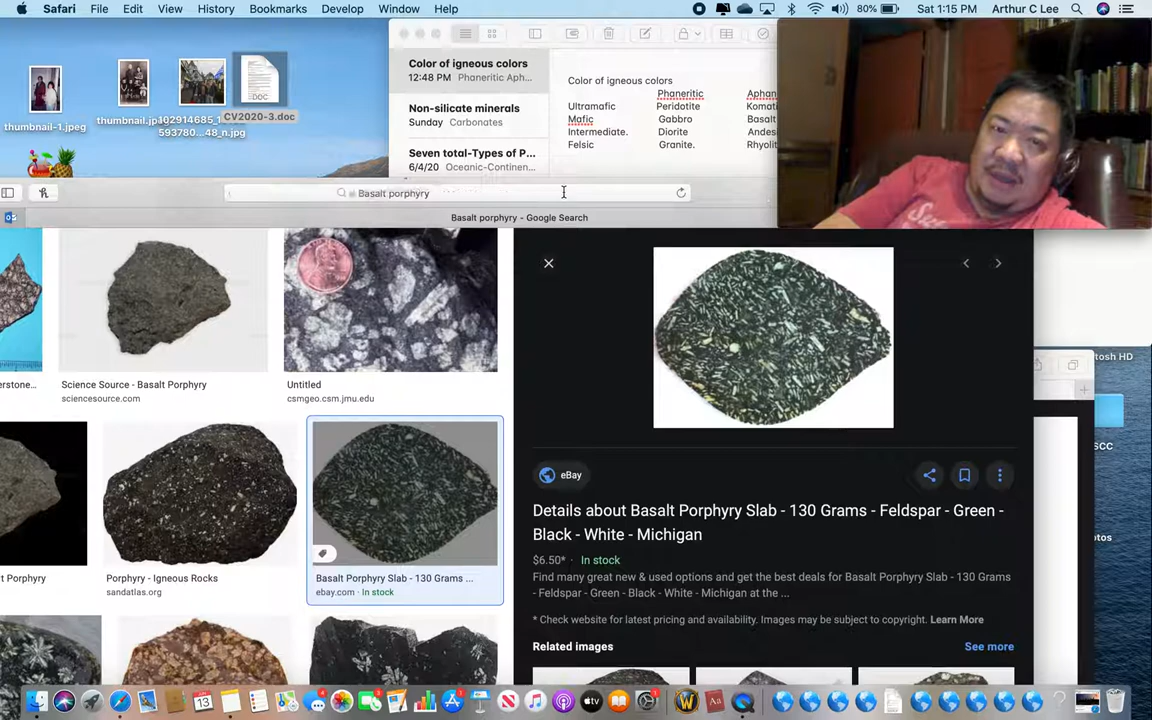 Safari File Edit View History Bookmarks Develop Window Help 80% Sat 1:15 PM Arthur C Lee
thumbnail-1.jpeg
CV2020-3.doc
Color of igneous colors
12:48 PM Phaneritic Aph...
Non-silicate minerals
Sunday Carbonates
Seven total-Types of P...
6/4/20 Oceanic-Continen...
Color of igneous colors
Phaneritic
Ultramafic Peridotite
Mafic Gabbro Basalt
Intermediate. Diorite
Felsic Granite.
Basalt porphyry
Basalt porphyry - Google Search
Science Source - Basalt Porphyry
sciencesource.com
Untitled
csmgeo.csm.jmu.edu
t Porphyry
Porphyry - Igneous Rocks
sandatlas.org
Basalt Porphyry Slab - 130 Grams ...
ebay.com · In stock
eBay
Details about Basalt Porphyry Slab - 130 Grams - Feldspar - Green -
Black - White - Michigan
$6.50* · In stock
Find many great new & used options and get the best deals for Basalt Porphyry Slab - 130 Grams
- Feldspar - Green - Black - White - Michigan at the ...
* Check website for latest pricing and availability. Images may be subject to copyright. Learn More
Related images See more
tosh HD
SCC
otos